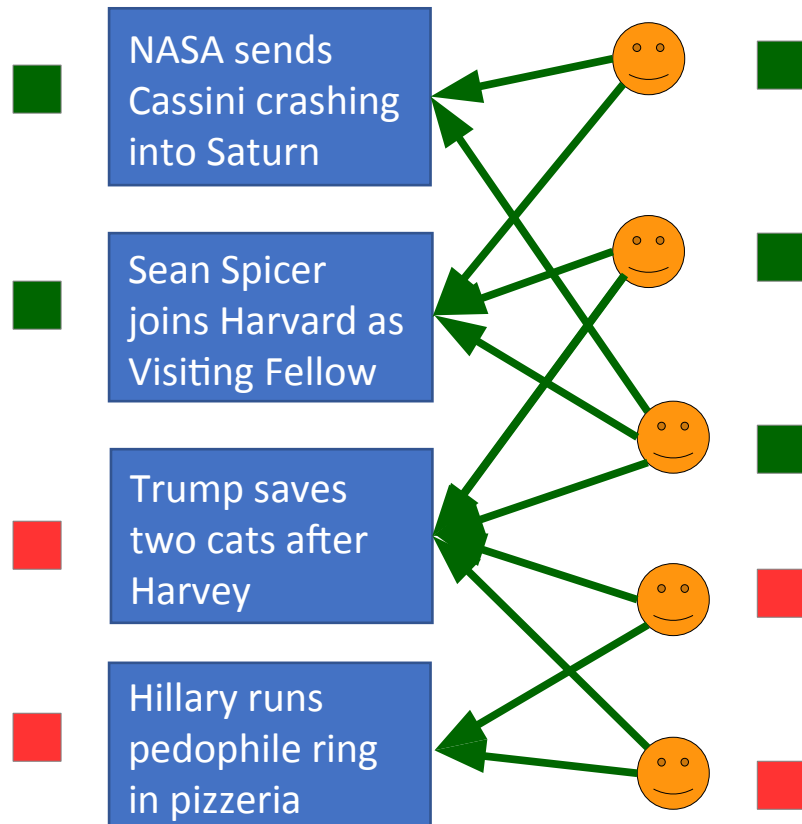 NASA sends
Cassini crashing
into Saturn
Sean Spicer
joins Harvard as
Visiting Fellow
Trump saves
two cats after
Harvey
Hillary runs
pedophile ring
in pizzeria